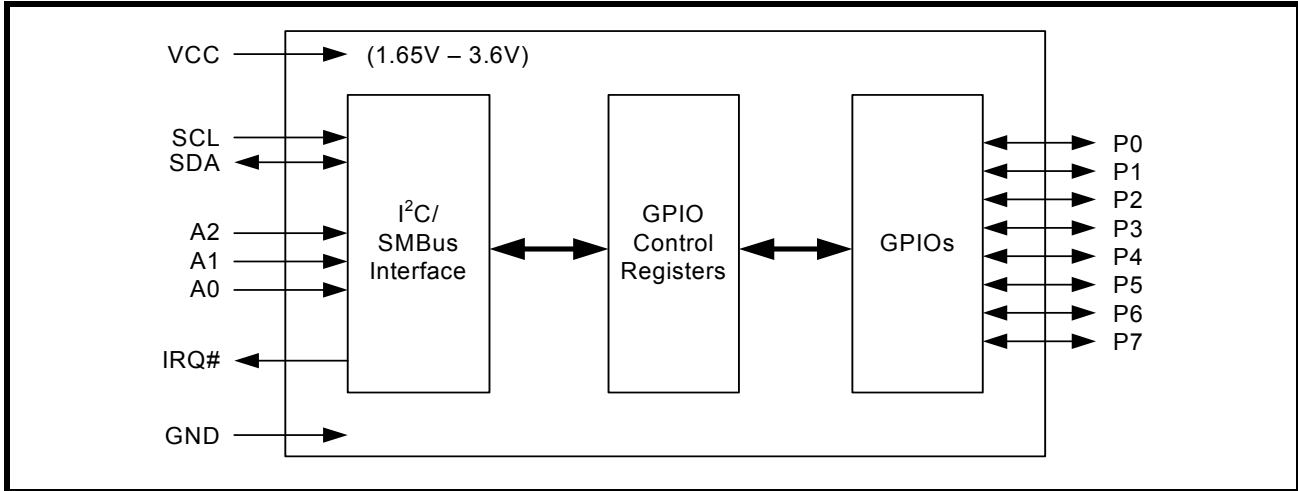 VCC
(1.65V – 3.6V)
SCL
SDA
A2
A1
A0
IRQ#
GND
I²C/
SMBus
Interface
GPIO
Control
Registers
GPIOs
P0
P1
P2
P3
P4
P5
P6
P7